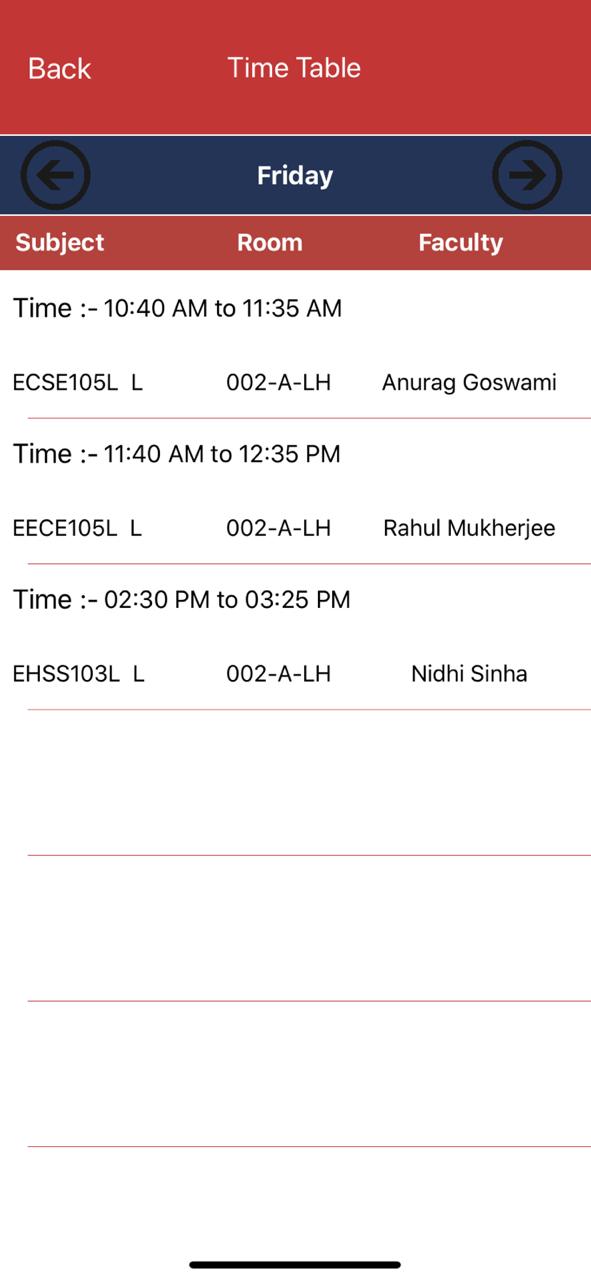 Back Time Table
Friday
Subject Room Faculty
Time :- 10:40 AM to 11:35 AM
ECSE105L L 002-A-LH Anurag Goswami
Time :- 11:40 AM to 12:35 PM
EECE105L L 002-A-LH Rahul Mukherjee
Time :- 02:30 PM to 03:25 PM
EHSS103L L 002-A-LH Nidhi Sinha